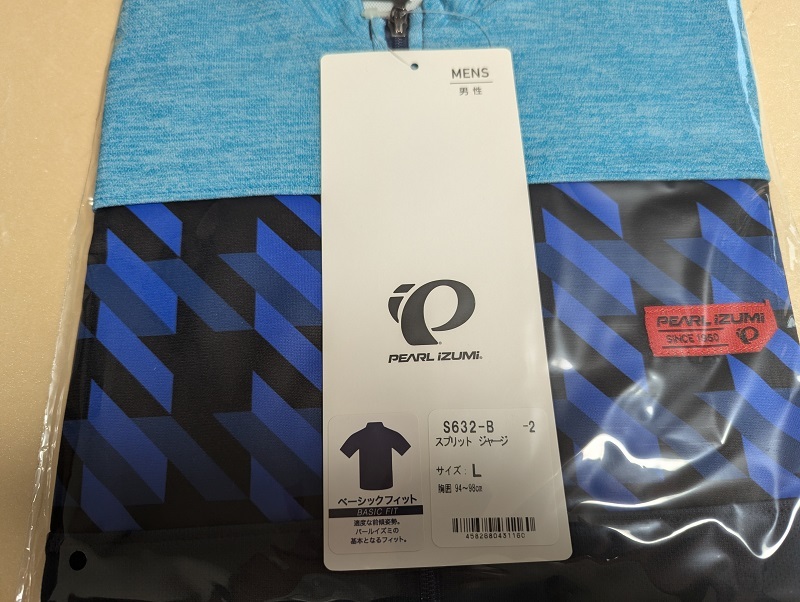 MENS
男性
PEARL iZUMi®
S632-B -2
スプリット ジャージ
サイズ: L
胸囲 94~98cm
4582880431180
ベーシックフィット
BASIC FIT
適度な前傾姿勢。
パールイズミの
基本となるフィット。
PEARL iZUMi
SINCE 1950